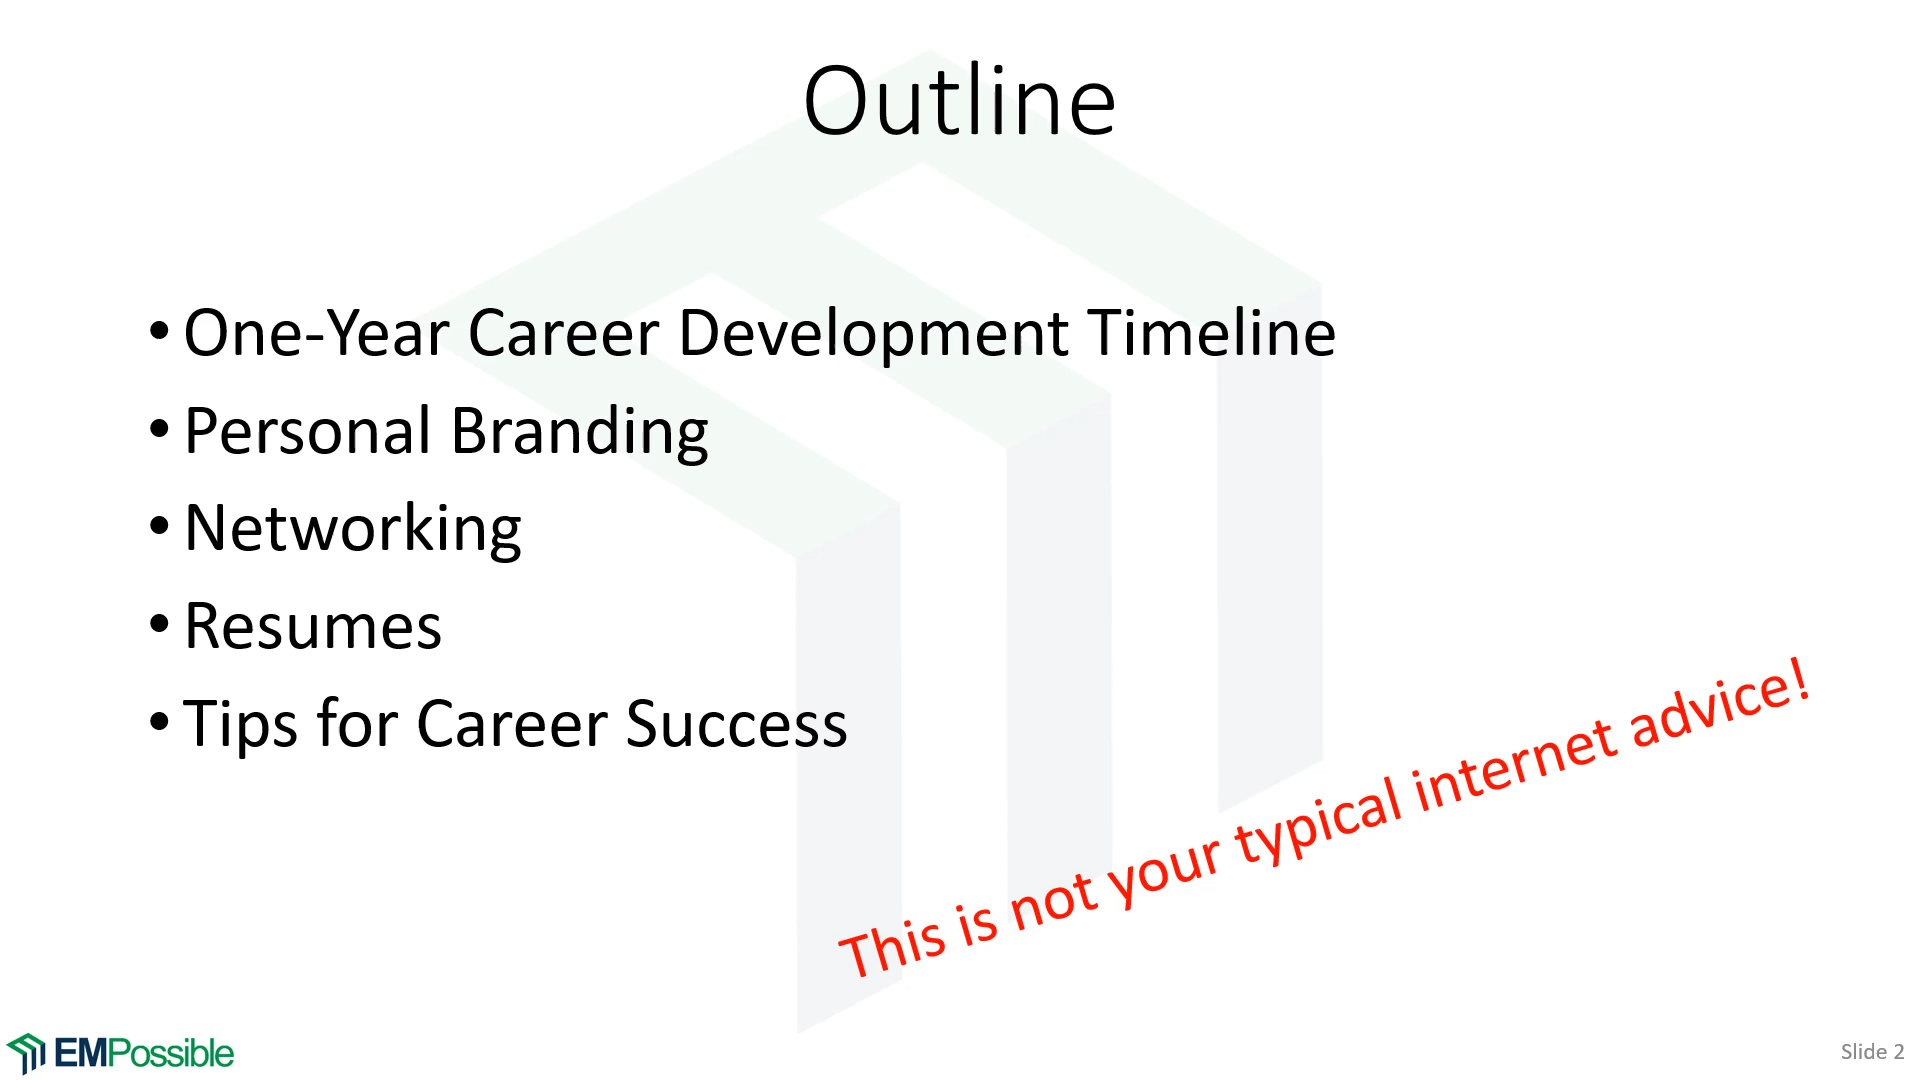 Outline
• One-Year Career Development Timeline
• Personal Branding
• Networking
• Resumes
• Tips for Career Success
This is not your typical internet advice!
EMPossible
Slide 2